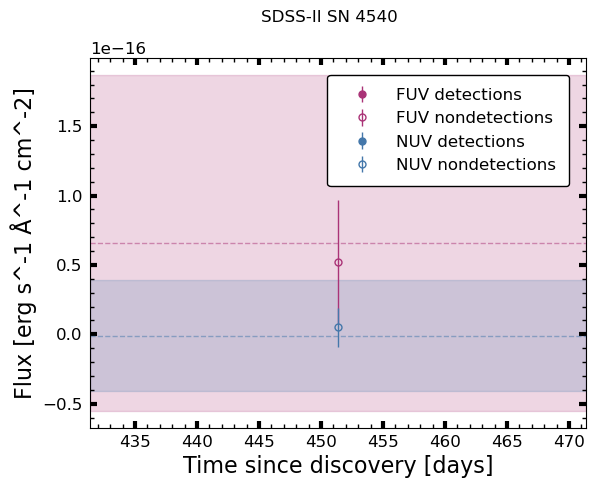 SDSS-II SN 4540
1e−16
FUV detections
FUV nondetections
NUV detections
NUV nondetections
1.5
1.0
0.5
0.0
−0.5
Flux [erg s^-1 Å^-1 cm^-2]
435 440 445 450 455 460 465 470
Time since discovery [days]